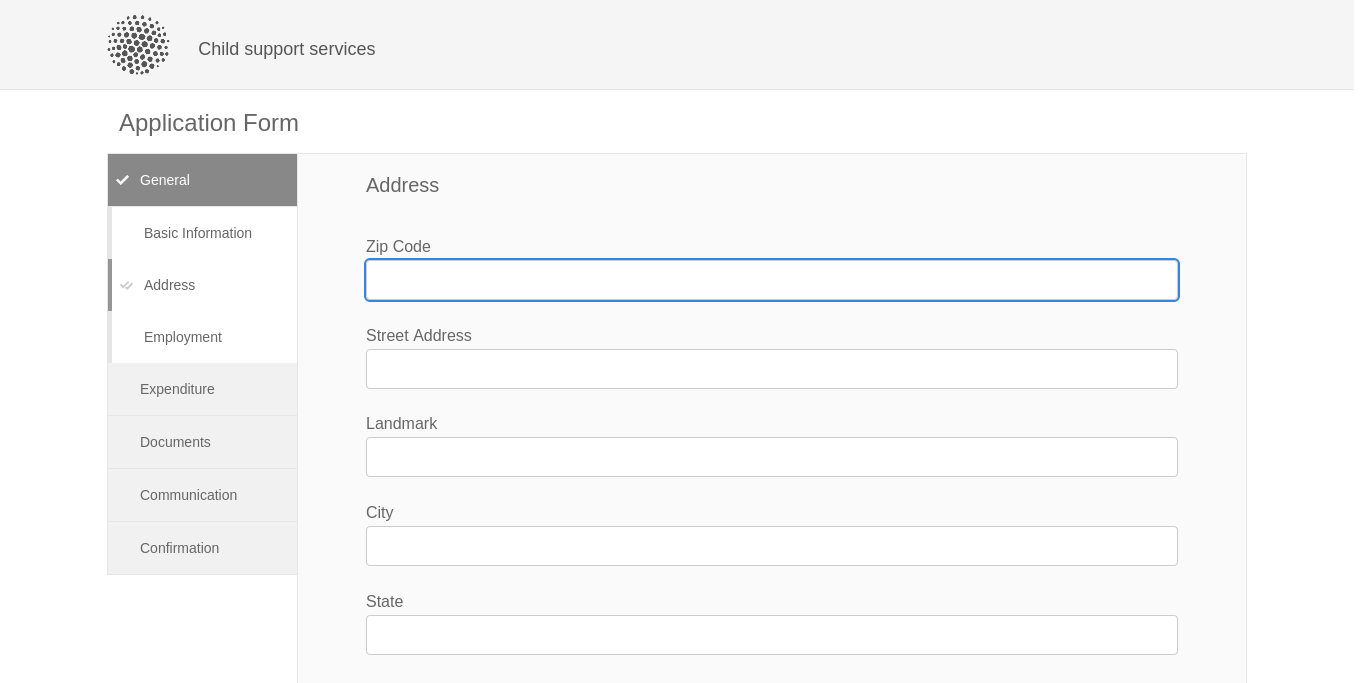 Child support services
Application Form
General
Basic Information
Address
Employment
Expenditure
Documents
Communication
Confirmation
Address
Zip Code
Street Address
Landmark
City
State